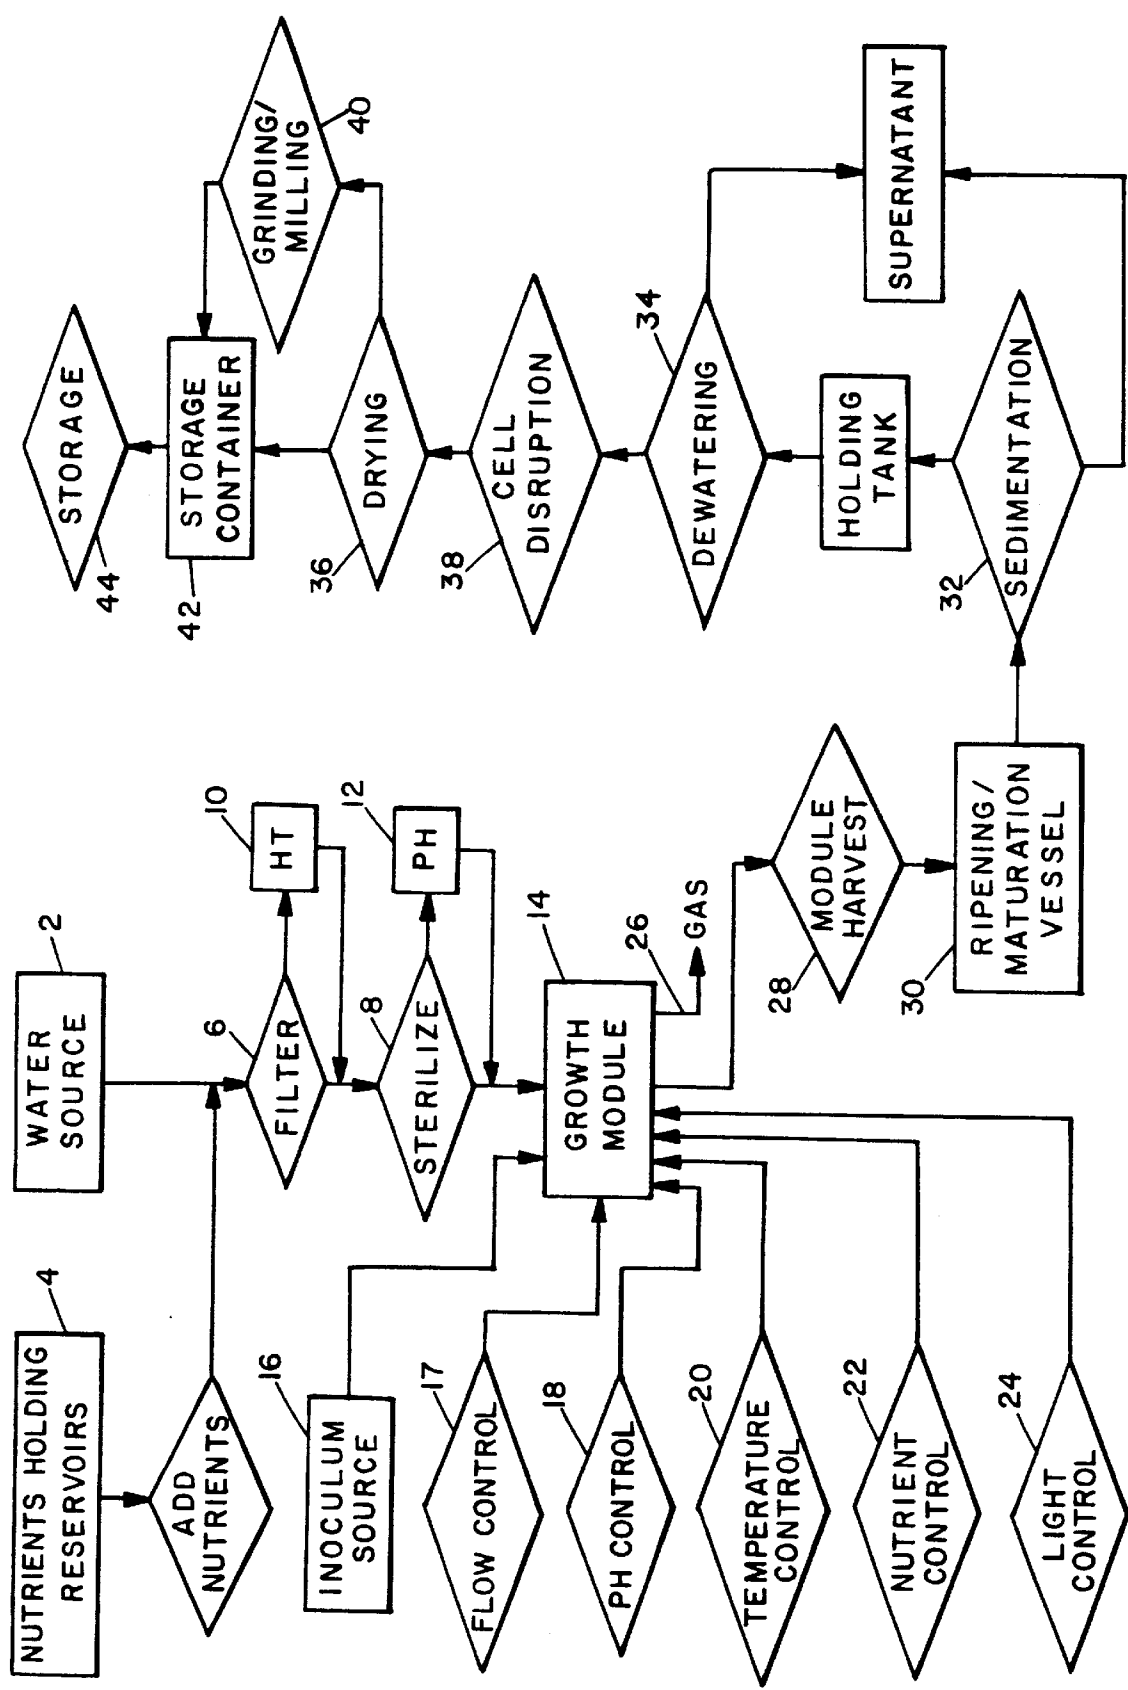 NUTRIENTS HOLDING
RESERVOIRS
4
ADD
NUTRIENTS
WATER
SOURCE
2
FILTER
6
HT
10
STERILIZE
8
PH
12
INOCULUM
SOURCE
16
FLOW CONTROL
17
PH CONTROL
18
TEMPERATURE
CONTROL
20
NUTRIENT
CONTROL
22
LIGHT
CONTROL
24
GROWTH
MODULE
14
26
GAS
MODULE
HARVEST
28
RIPENING/
MATURATION
VESSEL
30
SEDIMENTATION
32
HOLDING
TANK
SUPERNATANT
DEWATERING
34
CELL
DISRUPTION
38
DRYING
36
GRINDING/
MILLING
40
STORAGE
CONTAINER
42
STORAGE
44